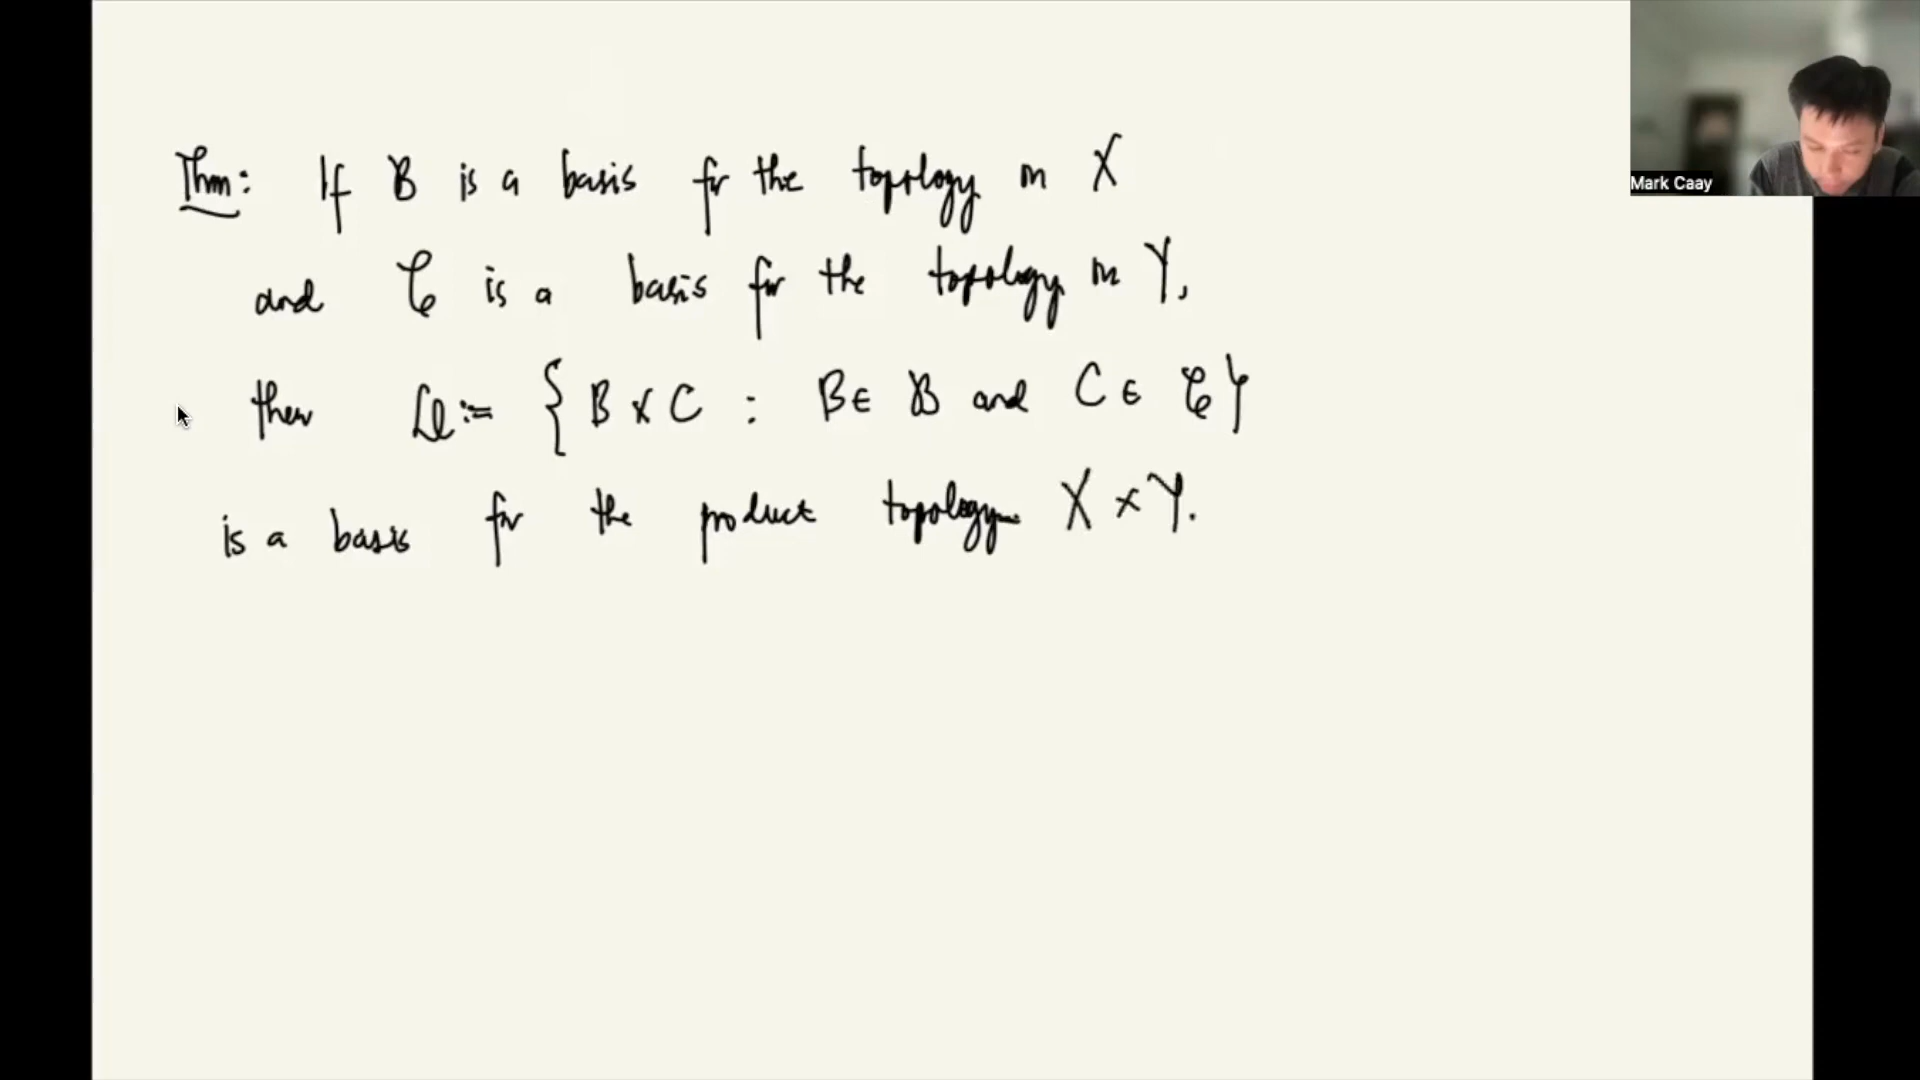 Thm: If ℬ is a basis for the topology on X
and 𝒞 is a basis for the topology on Y,
then 𝒟 := { B × C : B ∈ ℬ and C ∈ 𝒞 }
is a basis for the product topology X × Y.
Mark Caay